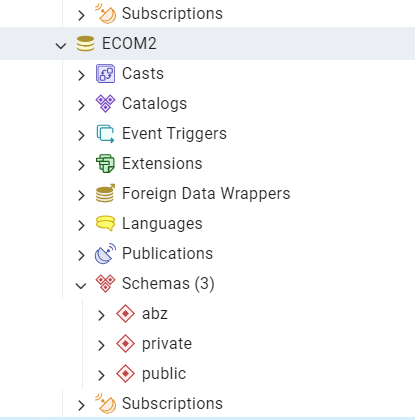 Subscriptions
ECOM2
Casts
Catalogs
Event Triggers
Extensions
Foreign Data Wrappers
Languages
Publications
Schemas (3)
abz
private
public
Subscriptions